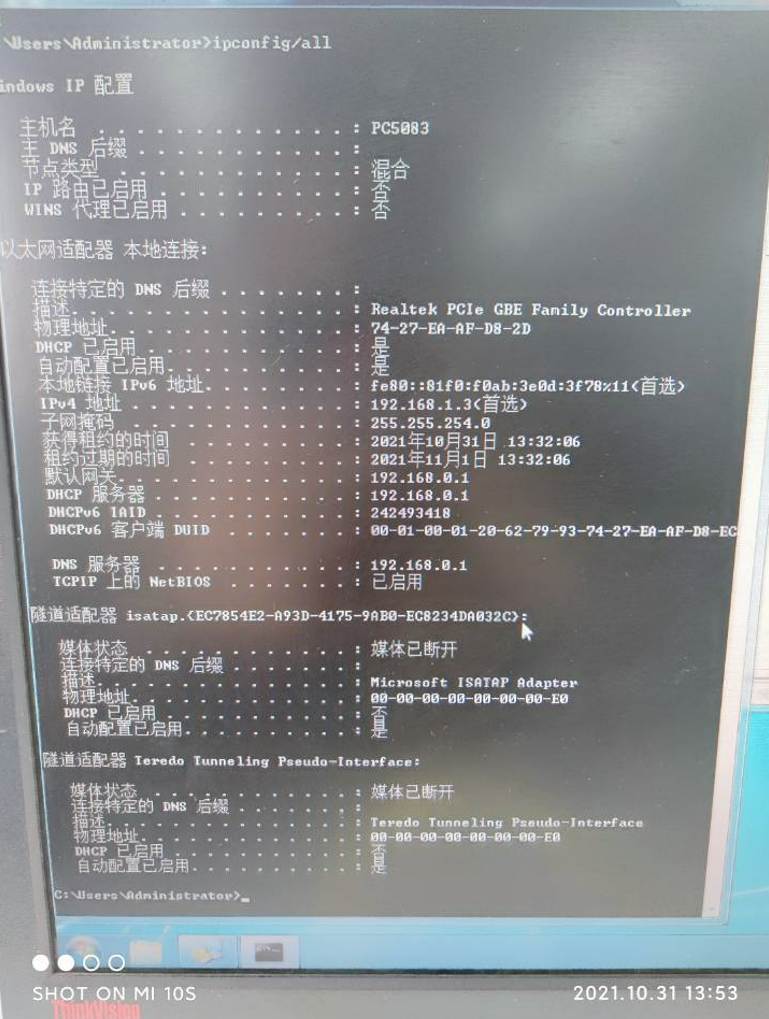 :\Users\Administrator>ipconfig/all
indows IP 配置
主机名 . . . . . . . . . . . . . : PC5083
主 DNS 后缀 . . . . . . . . . . . :
节点类型 . . . . . . . . . . . . : 混合
IP 路由已启用 . . . . . . . . . . : 否
WINS 代理已启用 . . . . . . . . . : 否
以太网适配器 本地连接:
连接特定的 DNS 后缀 . . . . . . . :
描述. . . . . . . . . . . . . . . : Realtek PCIe GBE Family Controller
物理地址. . . . . . . . . . . . . : 74-27-EA-AF-D8-2D
DHCP 已启用 . . . . . . . . . . . : 是
自动配置已启用. . . . . . . . . . : 是
本地链接 IPv6 地址. . . . . . . . : fe80::81f0:f0ab:3e0d:3f78%11(首选)
IPv4 地址 . . . . . . . . . . . . : 192.168.1.3(首选)
子网掩码 . . . . . . . . . . . . : 255.255.254.0
获得租约的时间 . . . . . . . . . : 2021年10月31日 13:32:06
租约过期的时间 . . . . . . . . . : 2021年11月1日 13:32:06
默认网关. . . . . . . . . . . . . : 192.168.0.1
DHCP 服务器 . . . . . . . . . . . : 192.168.0.1
DHCPv6 IAID . . . . . . . . . . . : 242493418
DHCPv6 客户端 DUID . . . . . . . : 00-01-00-01-20-62-79-93-74-27-EA-AF-D8-EC
DNS 服务器 . . . . . . . . . . . : 192.168.0.1
TCPIP 上的 NetBIOS . . . . . . . : 已启用
隧道适配器 isatap.{EC7854E2-A93D-4175-9AB0-EC8234DA032C}:
媒体状态 . . . . . . . . . . . . : 媒体已断开
连接特定的 DNS 后缀 . . . . . . . :
描述. . . . . . . . . . . . . . . : Microsoft ISATAP Adapter
物理地址. . . . . . . . . . . . . : 00-00-00-00-00-00-00-E0
DHCP 已启用 . . . . . . . . . . . : 否
自动配置已启用. . . . . . . . . . : 是
隧道适配器 Teredo Tunneling Pseudo-Interface:
媒体状态 . . . . . . . . . . . . : 媒体已断开
连接特定的 DNS 后缀 . . . . . . . :
描述. . . . . . . . . . . . . . . : Teredo Tunneling Pseudo-Interface
物理地址. . . . . . . . . . . . . : 00-00-00-00-00-00-00-E0
DHCP 已启用 . . . . . . . . . . . : 否
自动配置已启用. . . . . . . . . . : 是
C:\Users\Administrator>_
SHOT ON MI 10S
2021.10.31 13:53
ThinkVision